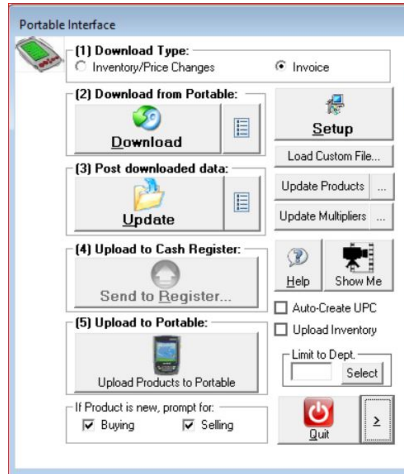 Portable Interface
(1) Download Type:
Inventory/Price Changes
Invoice
(2) Download from Portable:
Download
(3) Post downloaded data:
Update
(4) Upload to Cash Register:
Send to Register...
(5) Upload to Portable:
Upload Products to Portable
If Product is new, prompt for:
Buying
Selling
Setup
Load Custom File...
Update Products ...
Update Multipliers ...
Help
Show Me
Auto-Create UPC
Upload Inventory
Limit to Dept.
Select
Quit
>